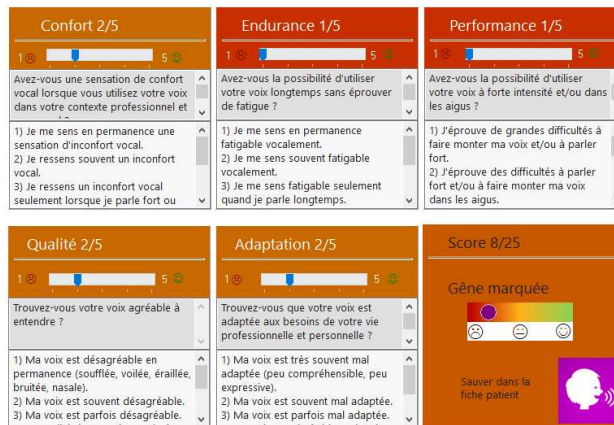 Confort 2/5
1 5
Avez-vous une sensation de confort
vocal lorsque vous utilisez votre voix
dans votre contexte professionnel et
1) Je me sens en permanence une
sensation d'inconfort vocal.
2) Je ressens souvent un inconfort
vocal.
3) Je ressens un inconfort vocal
seulement lorsque je parle fort ou
Endurance 1/5
1 5
Avez-vous la possibilité d'utiliser
votre voix longtemps sans éprouver
de fatigue ?
1) Je me sens en permanence
fatigable vocalement.
2) Je me sens souvent fatigable
vocalement.
3) Je me sens fatigable seulement
quand je parle longtemps.
Performance 1/5
1 5
Avez-vous la possibilité d'utiliser
votre voix à forte intensité et/ou dans
les aigus ?
1) J'éprouve de grandes difficultés à
faire monter ma voix et/ou à parler
fort.
2) J'éprouve des difficultés à parler
fort et/ou à faire monter ma voix
dans les aigus.
Qualité 2/5
1 5
Trouvez-vous votre voix agréable à
entendre ?
1) Ma voix est désagréable en
permanence (soufflée, voilée, éraillée,
bruitée, nasale).
2) Ma voix est souvent désagréable.
3) Ma voix est parfois désagréable.
Adaptation 2/5
1 5
Trouvez-vous que votre voix est
adaptée aux besoins de votre vie
professionnelle et personnelle ?
1) Ma voix est très souvent mal
adaptée (peu compréhensible, peu
expressive).
2) Ma voix est souvent mal adaptée.
3) Ma voix est parfois mal adaptée.
Score 8/25
Gêne marquée
Sauver dans la
fiche patient